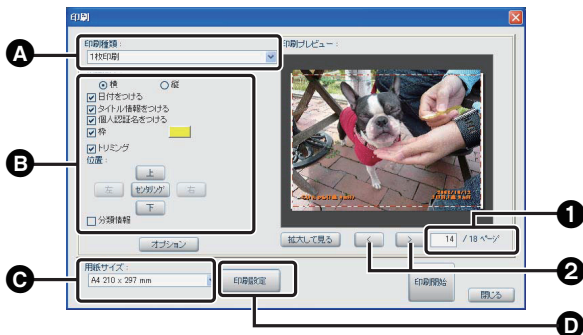 印刷
A
印刷種類：
1枚印刷
印刷プレビュー：
B
横 縦
日付をつける
タイトル情報をつける
個人認証名をつける
枠
トリミング
位置：
上
左 センタリング 右
下
分類情報
オプション
拡大して見る < > 14 / 18 ページ
1
2
C
用紙サイズ：
A4 210 x 297 mm
印刷設定
印刷開始
閉じる
D